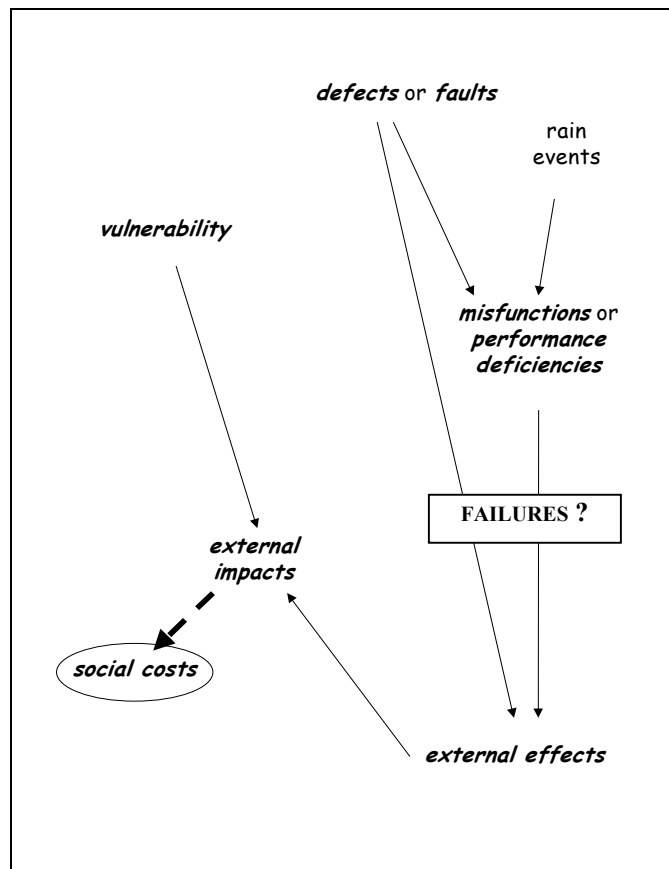 defects or faults
rain
events
vulnerability
misfunctions or
performance
deficiencies
FAILURES ?
external
impacts
social costs
external effects